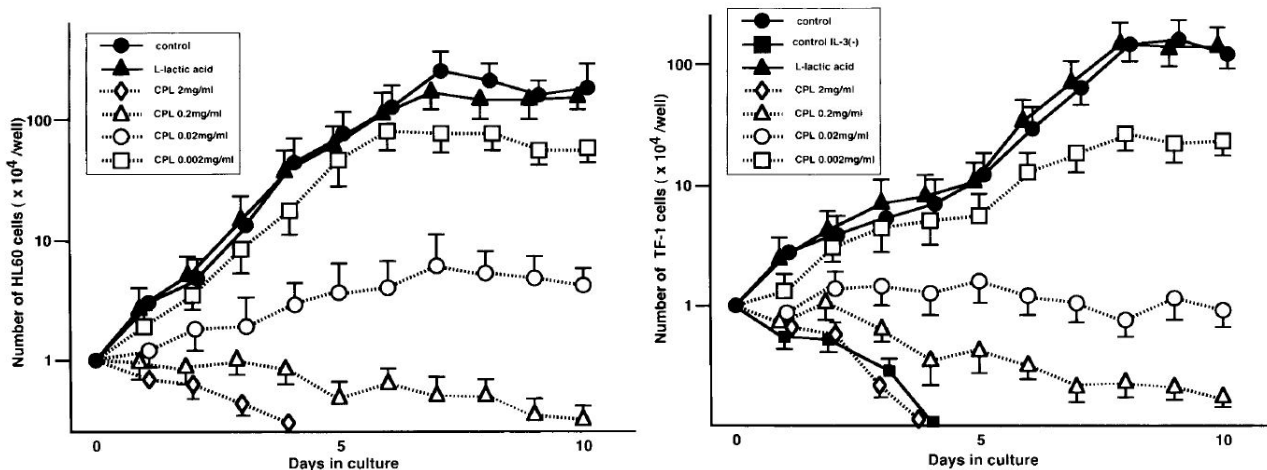 control
L-lactic acid
CPL 2mg/ml
CPL 0.2mg/ml
CPL 0.02mg/ml
CPL 0.002mg/ml
100
10
1
Number of HL60 cells ( x 10⁴ /well)
0 5 10
Days in culture
control
control IL-3(-)
L-lactic acid
CPL 2mg/ml
CPL 0.2mg/ml
CPL 0.02mg/ml
CPL 0.002mg/ml
100
10
1
Number of TF-1 cells ( x 10⁴ /well)
0 5 10
Days in culture